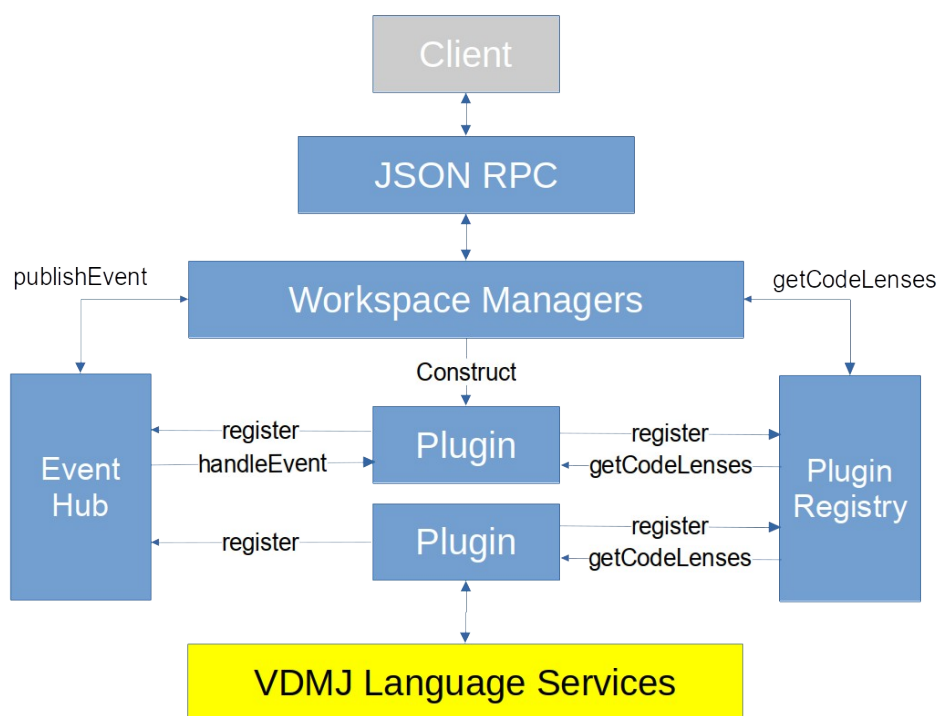 Client
JSON RPC
publishEvent
getCodeLenses
Workspace Managers
Construct
register
Plugin
register
handleEvent
getCodeLenses
Event
Hub
Plugin
Registry
register
Plugin
register
getCodeLenses
VDMJ Language Services